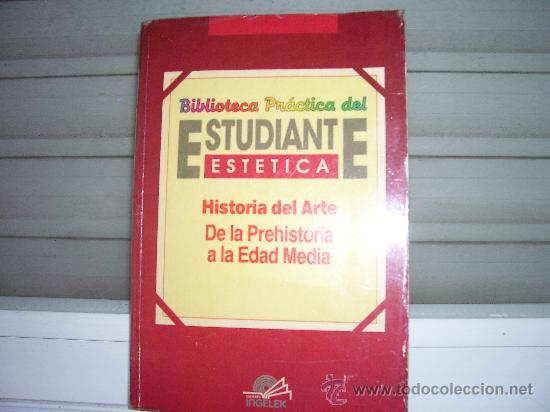 Biblioteca Práctica del
ESTUDIANTE
ESTETICA
Historia del Arte
De la Prehistoria
a la Edad Media
INGELEK
www.todocoleccion.net